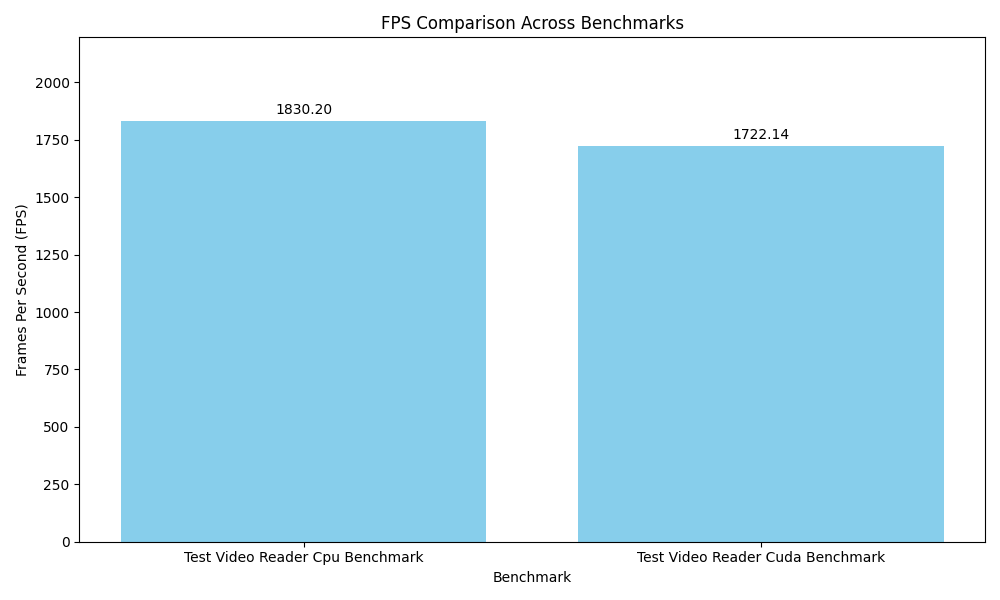 FPS Comparison Across Benchmarks
2000
1750
1500
1250
1000
750
500
250
0
Frames Per Second (FPS)
1830.20
1722.14
Test Video Reader Cpu Benchmark
Test Video Reader Cuda Benchmark
Benchmark